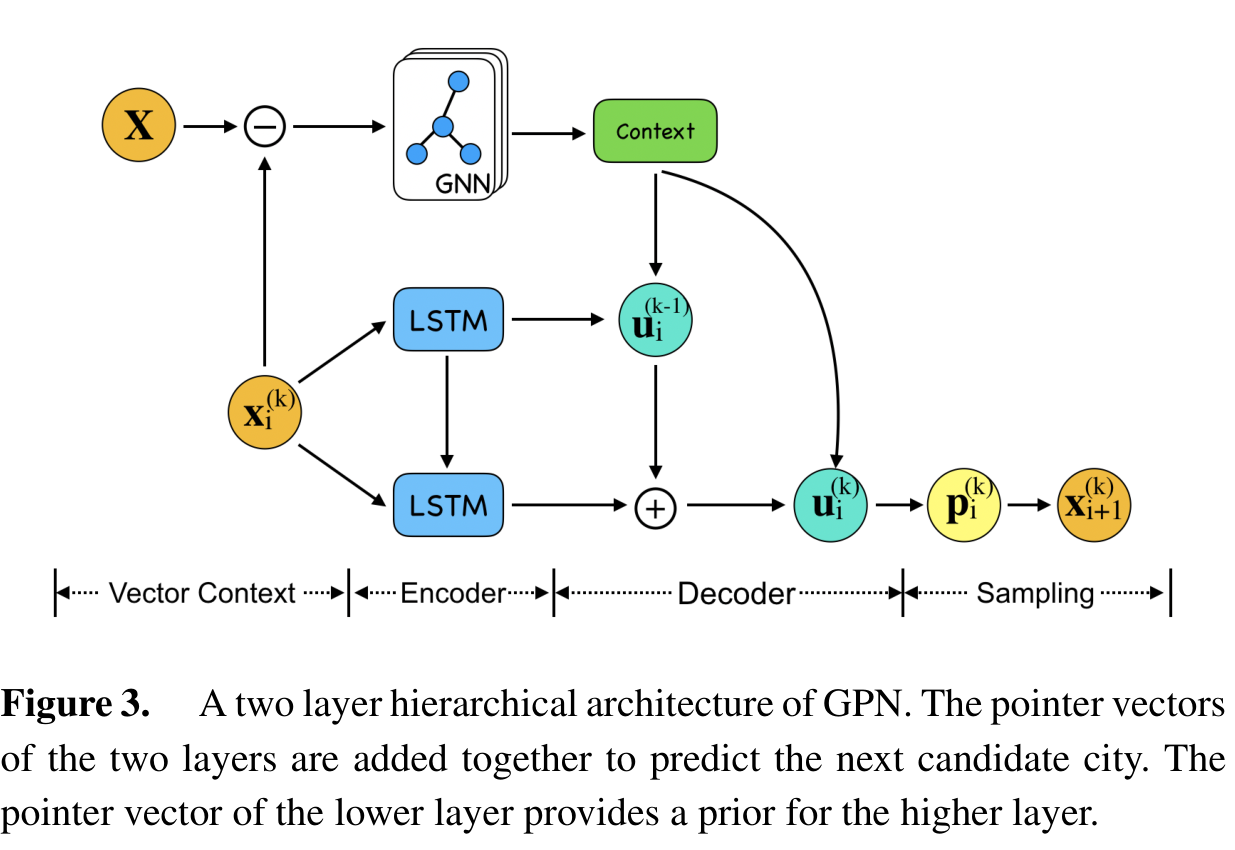 X
−
GNN
Context
LSTM
u_i^(k-1)
x_i^(k)
LSTM
+
u_i^(k)
p_i^(k)
x_i+1^(k)
Vector Context
Encoder
Decoder
Sampling
Figure 3. A two layer hierarchical architecture of GPN. The pointer vectors
of the two layers are added together to predict the next candidate city. The
pointer vector of the lower layer provides a prior for the higher layer.